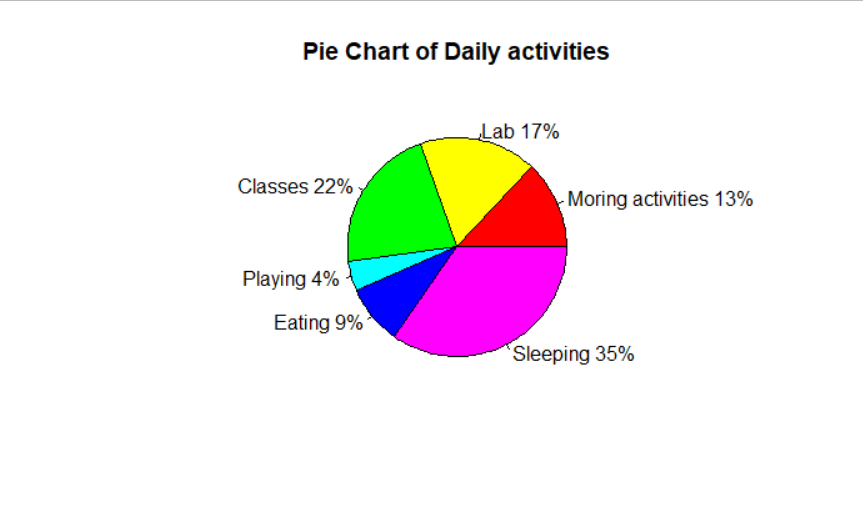 Pie Chart of Daily activities
Lab 17%
Classes 22%
Moring activities 13%
Playing 4%
Eating 9%
Sleeping 35%